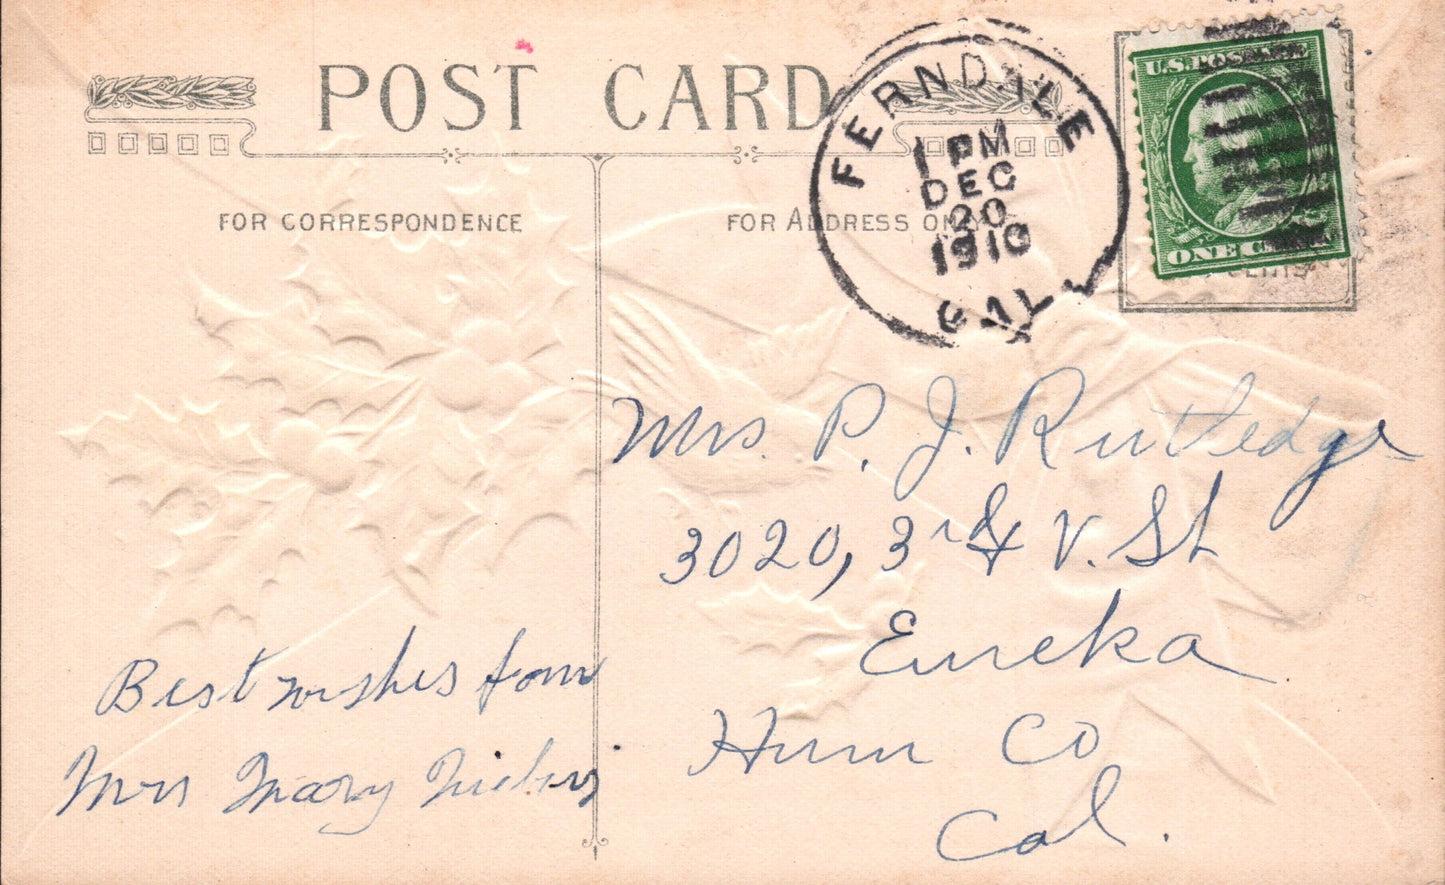 POST CARD
FOR CORRESPONDENCE
FOR ADDRESS ONLY
FERNDALE
1 PM
DEC
20
1910
CAL.
U.S. POSTAGE
ONE CENT
Mrs. P. J. Rutledge
3020, 3rd & V. St
Eureka
Hum Co
Cal.
Best wishes from
Mrs Mary